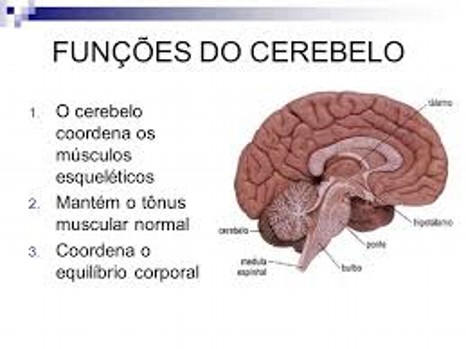 FUNÇÕES DO CEREBELO
1. O cerebelo
coordena os
músculos
esqueléticos
2. Mantém o tônus
muscular normal
3. Coordena o
equilíbrio corporal
tálamo
hipotálamo
cerebelo
ponte
medula
espinhal
bulbo